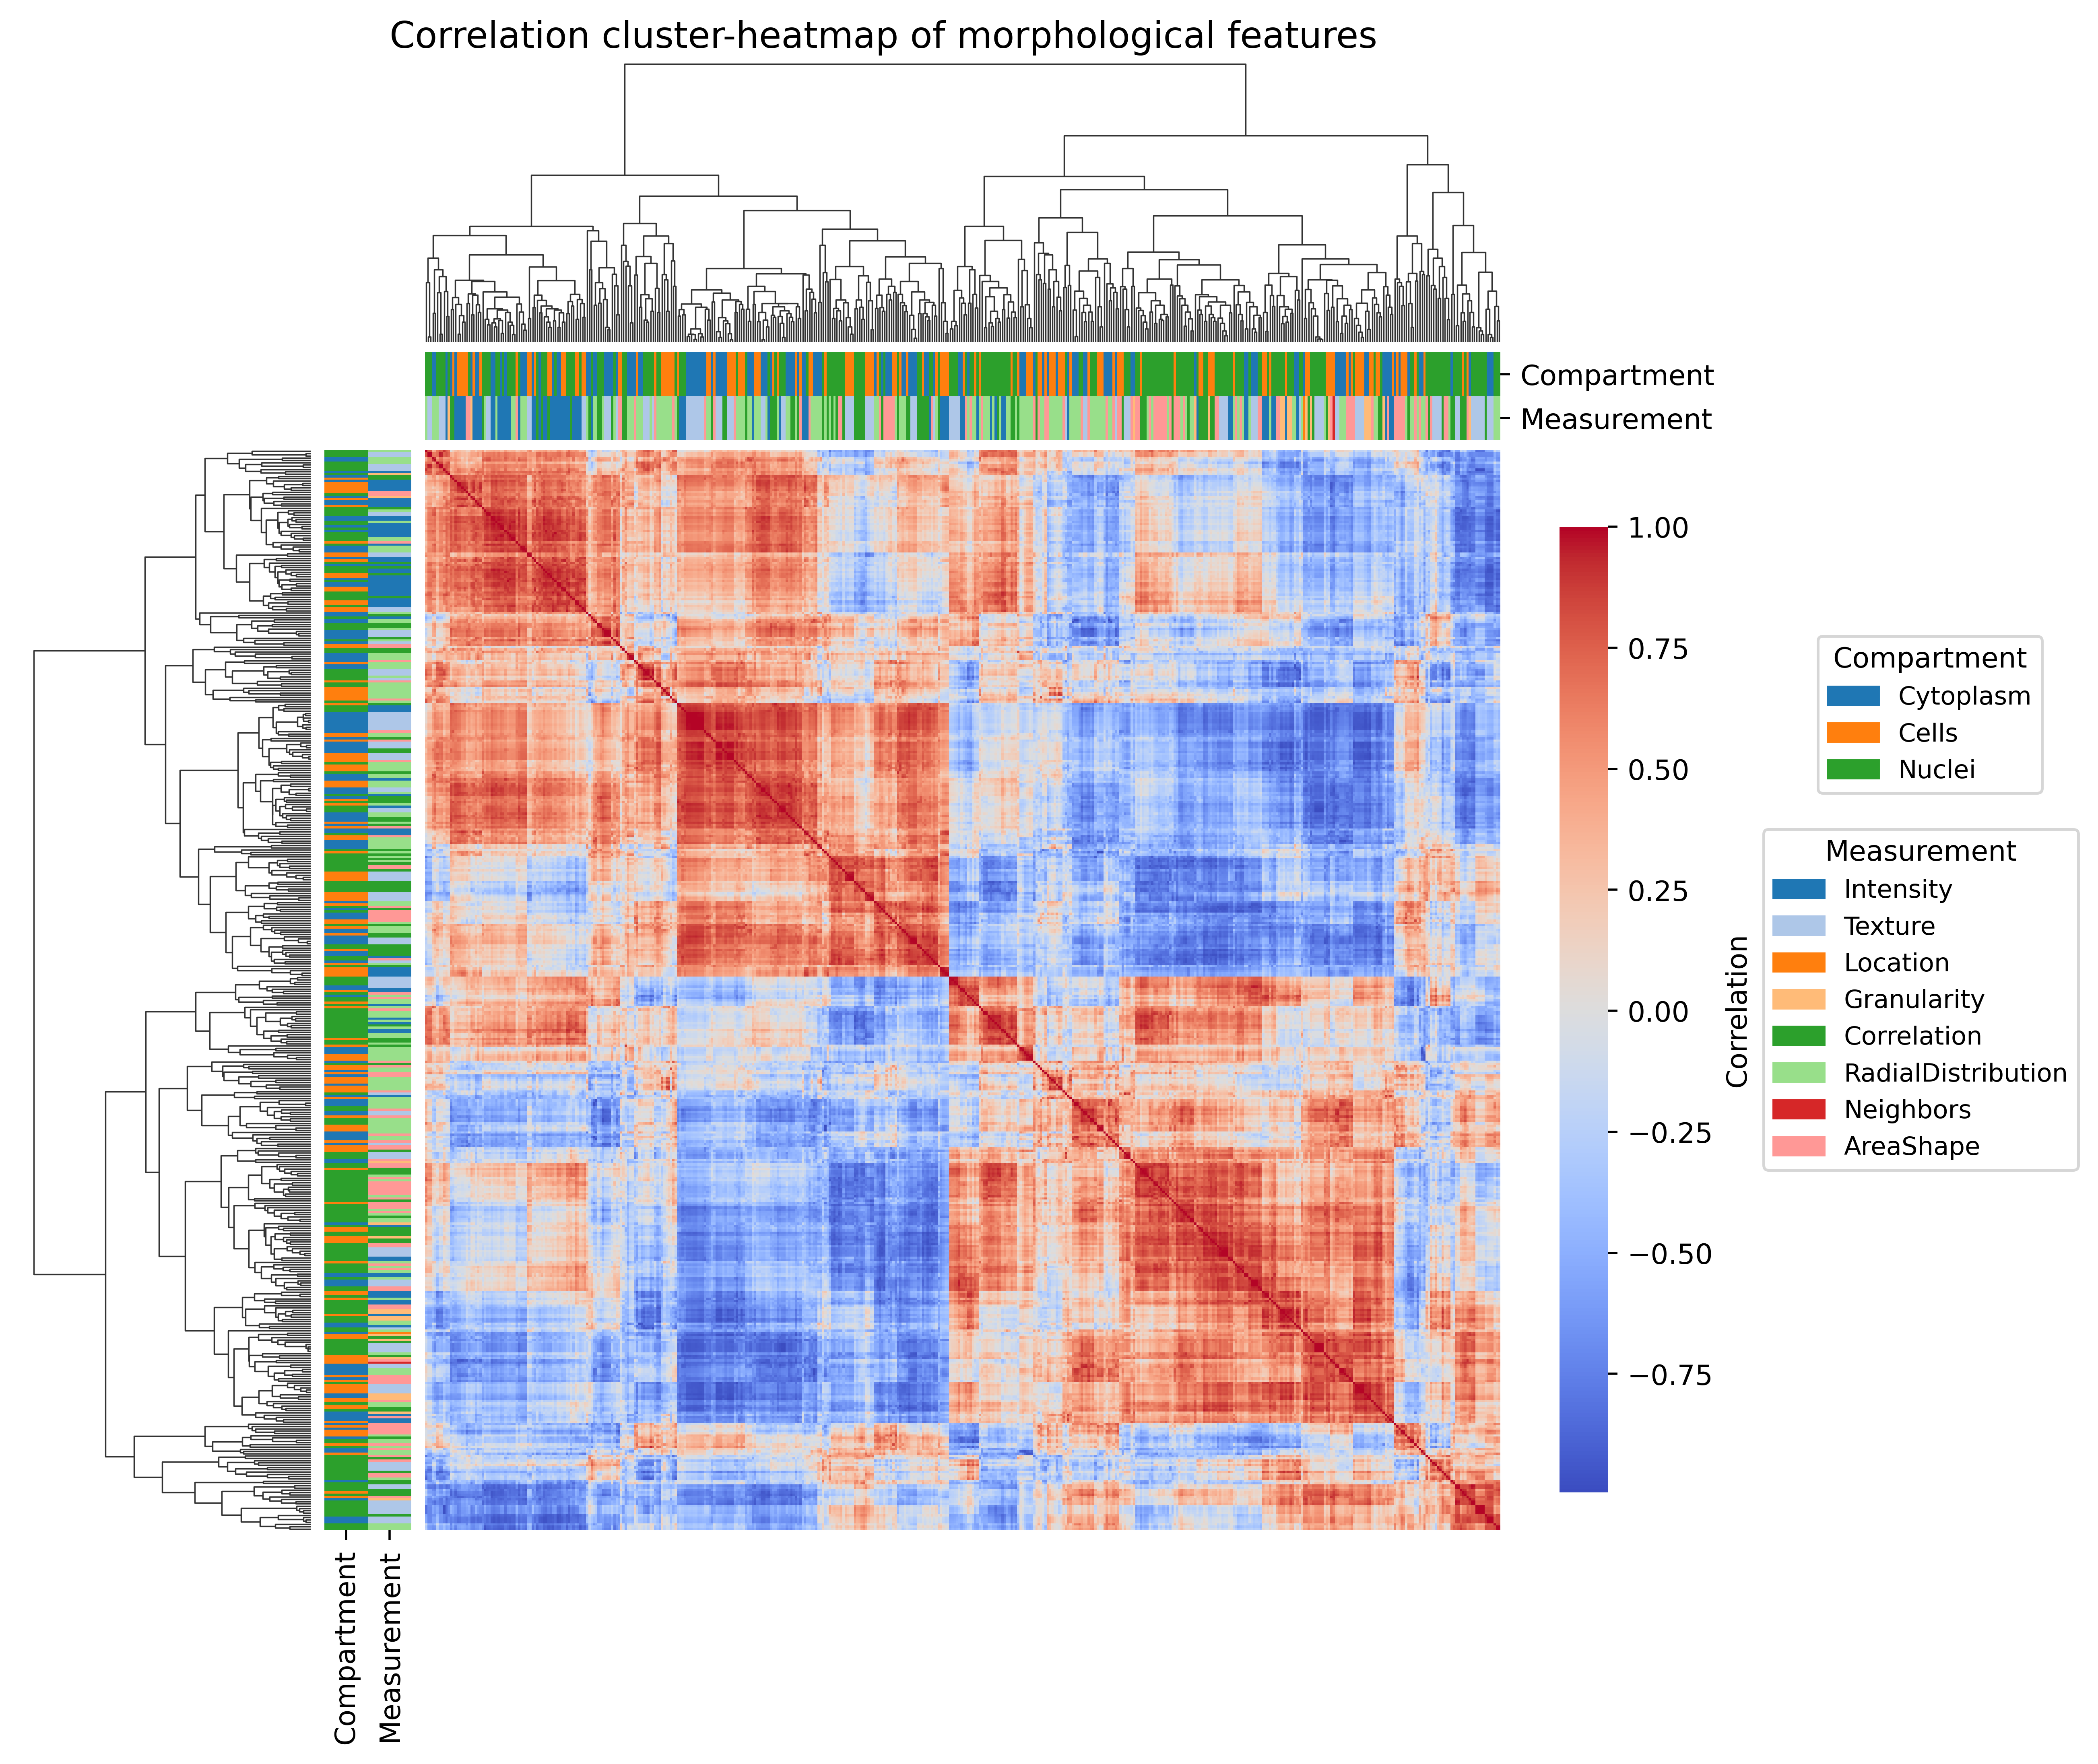 Correlation cluster-heatmap of morphological features
Compartment
Measurement
1.00
0.75
0.50
0.25
0.00
−0.25
−0.50
−0.75
Correlation
Compartment
Cytoplasm
Cells
Nuclei
Measurement
Intensity
Texture
Location
Granularity
Correlation
RadialDistribution
Neighbors
AreaShape
Compartment
Measurement